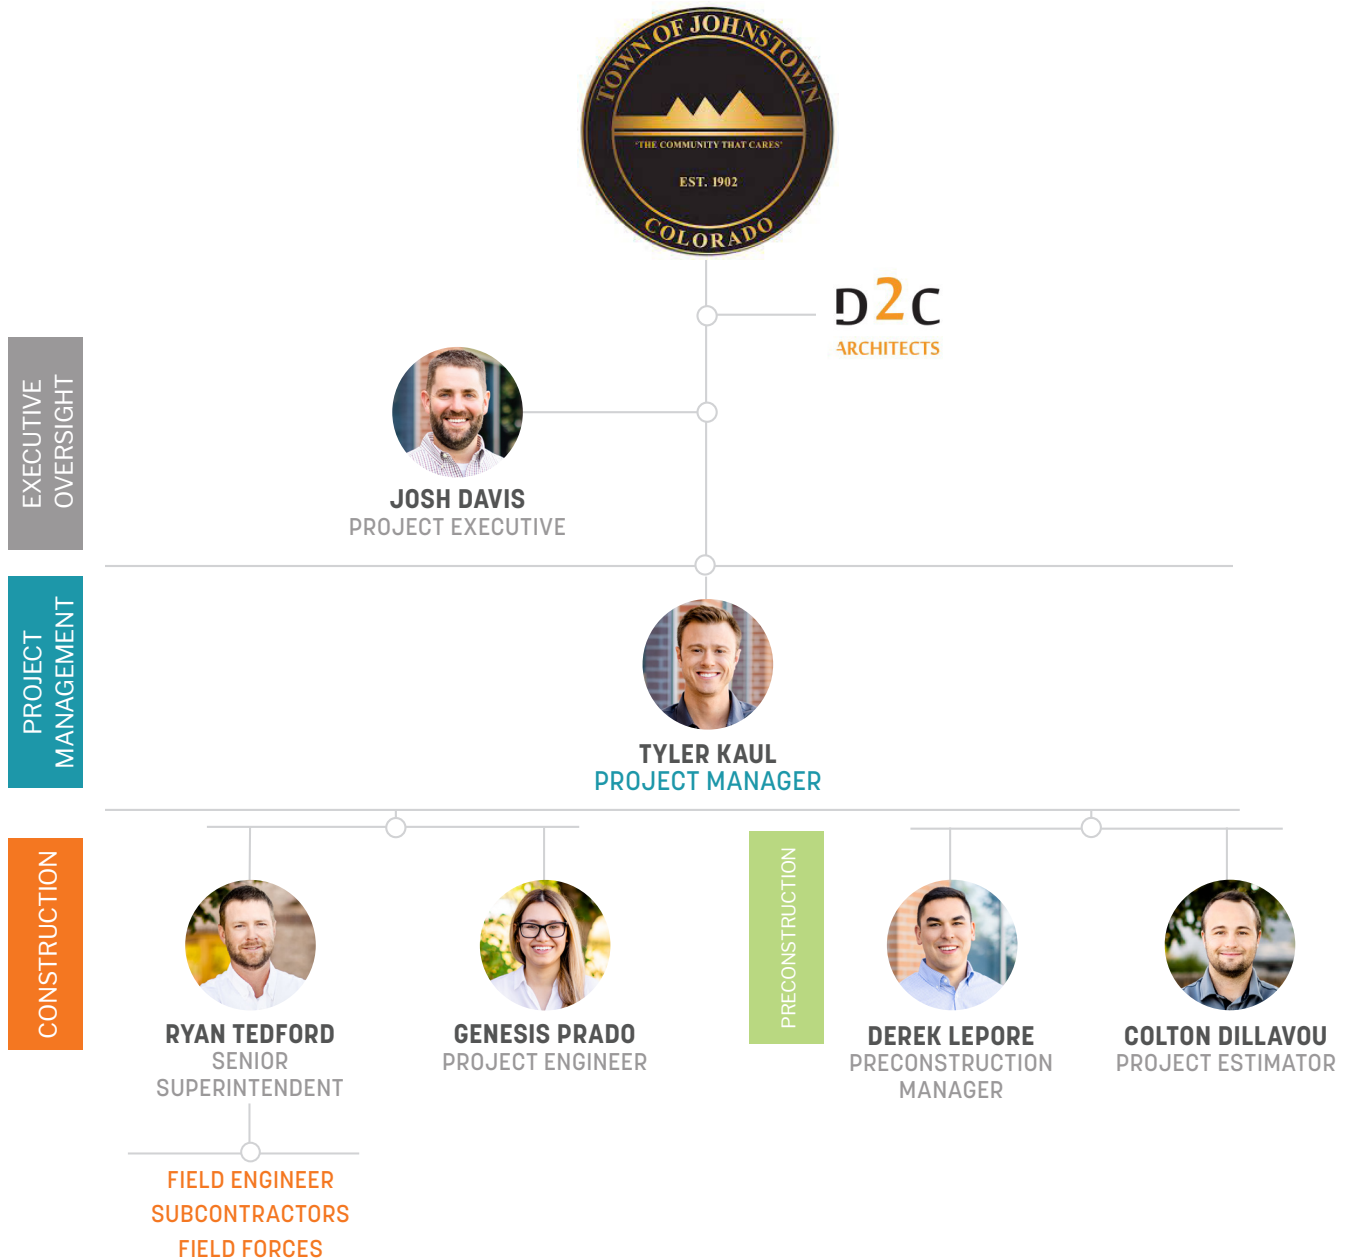 TOWN OF JOHNSTOWN
'THE COMMUNITY THAT CARES'
EST. 1902
COLORADO
D2C
ARCHITECTS
EXECUTIVE
OVERSIGHT
JOSH DAVIS
PROJECT EXECUTIVE
PROJECT
MANAGEMENT
TYLER KAUL
PROJECT MANAGER
CONSTRUCTION
RYAN TEDFORD
SENIOR
SUPERINTENDENT
GENESIS PRADO
PROJECT ENGINEER
PRECONSTRUCTION
DEREK LEPORE
PRECONSTRUCTION
MANAGER
COLTON DILLAVOU
PROJECT ESTIMATOR
FIELD ENGINEER
SUBCONTRACTORS
FIELD FORCES